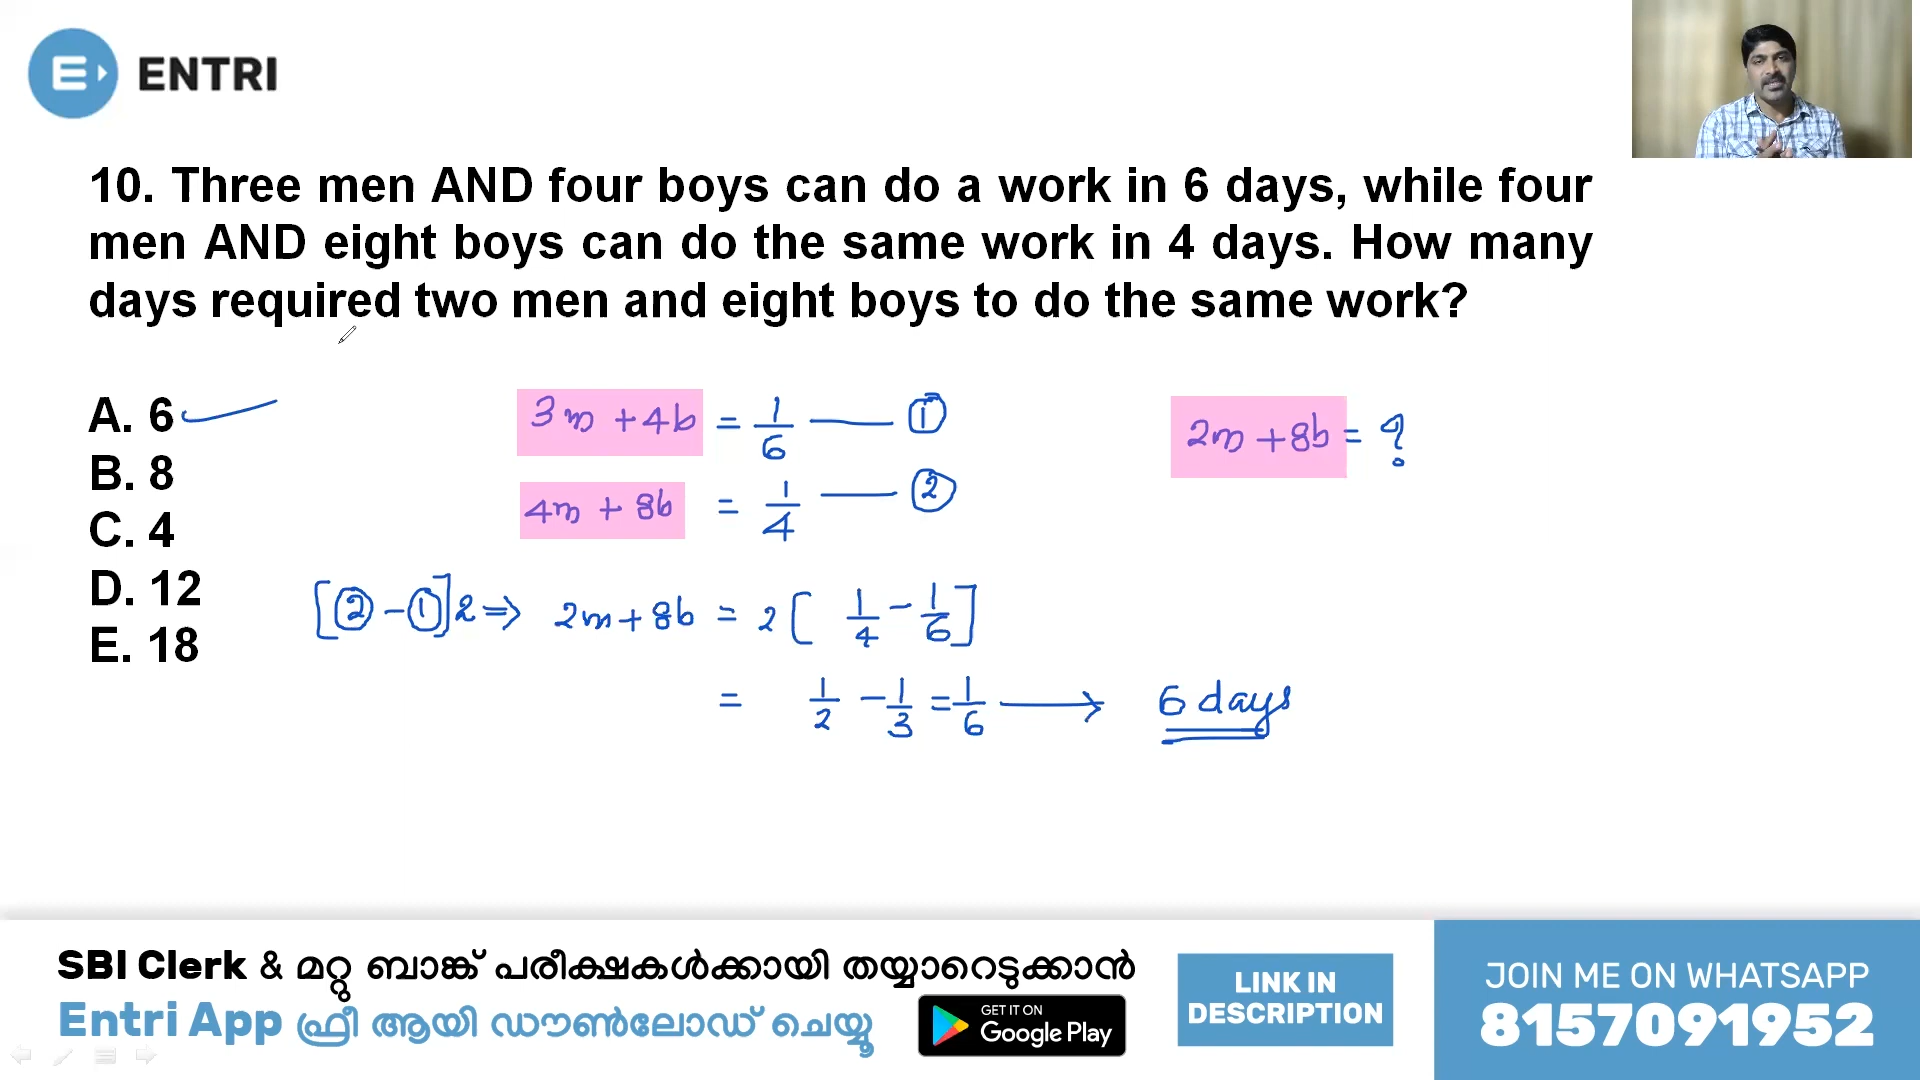 ENTRI
10. Three men AND four boys can do a work in 6 days, while four
men AND eight boys can do the same work in 4 days. How many
days required two men and eight boys to do the same work?
A. 6
B. 8
C. 4
D. 12
E. 18
3m + 4b = 1/6 —— ①
4m + 8b = 1/4 —— ②
2m + 8b = ?
[② - ①]2 ⇒ 2m + 8b = 2[1/4 - 1/6]
= 1/2 - 1/3 = 1/6 ⟶ 6 days
SBI Clerk & മറ്റു ബാങ്ക് പരീക്ഷകൾക്കായി തയ്യാറെടുക്കാൻ
Entri App ഫ്രീ ആയി ഡൗൺലോഡ് ചെയ്യൂ
GET IT ON
Google Play
LINK IN
DESCRIPTION
JOIN ME ON WHATSAPP
8157091952